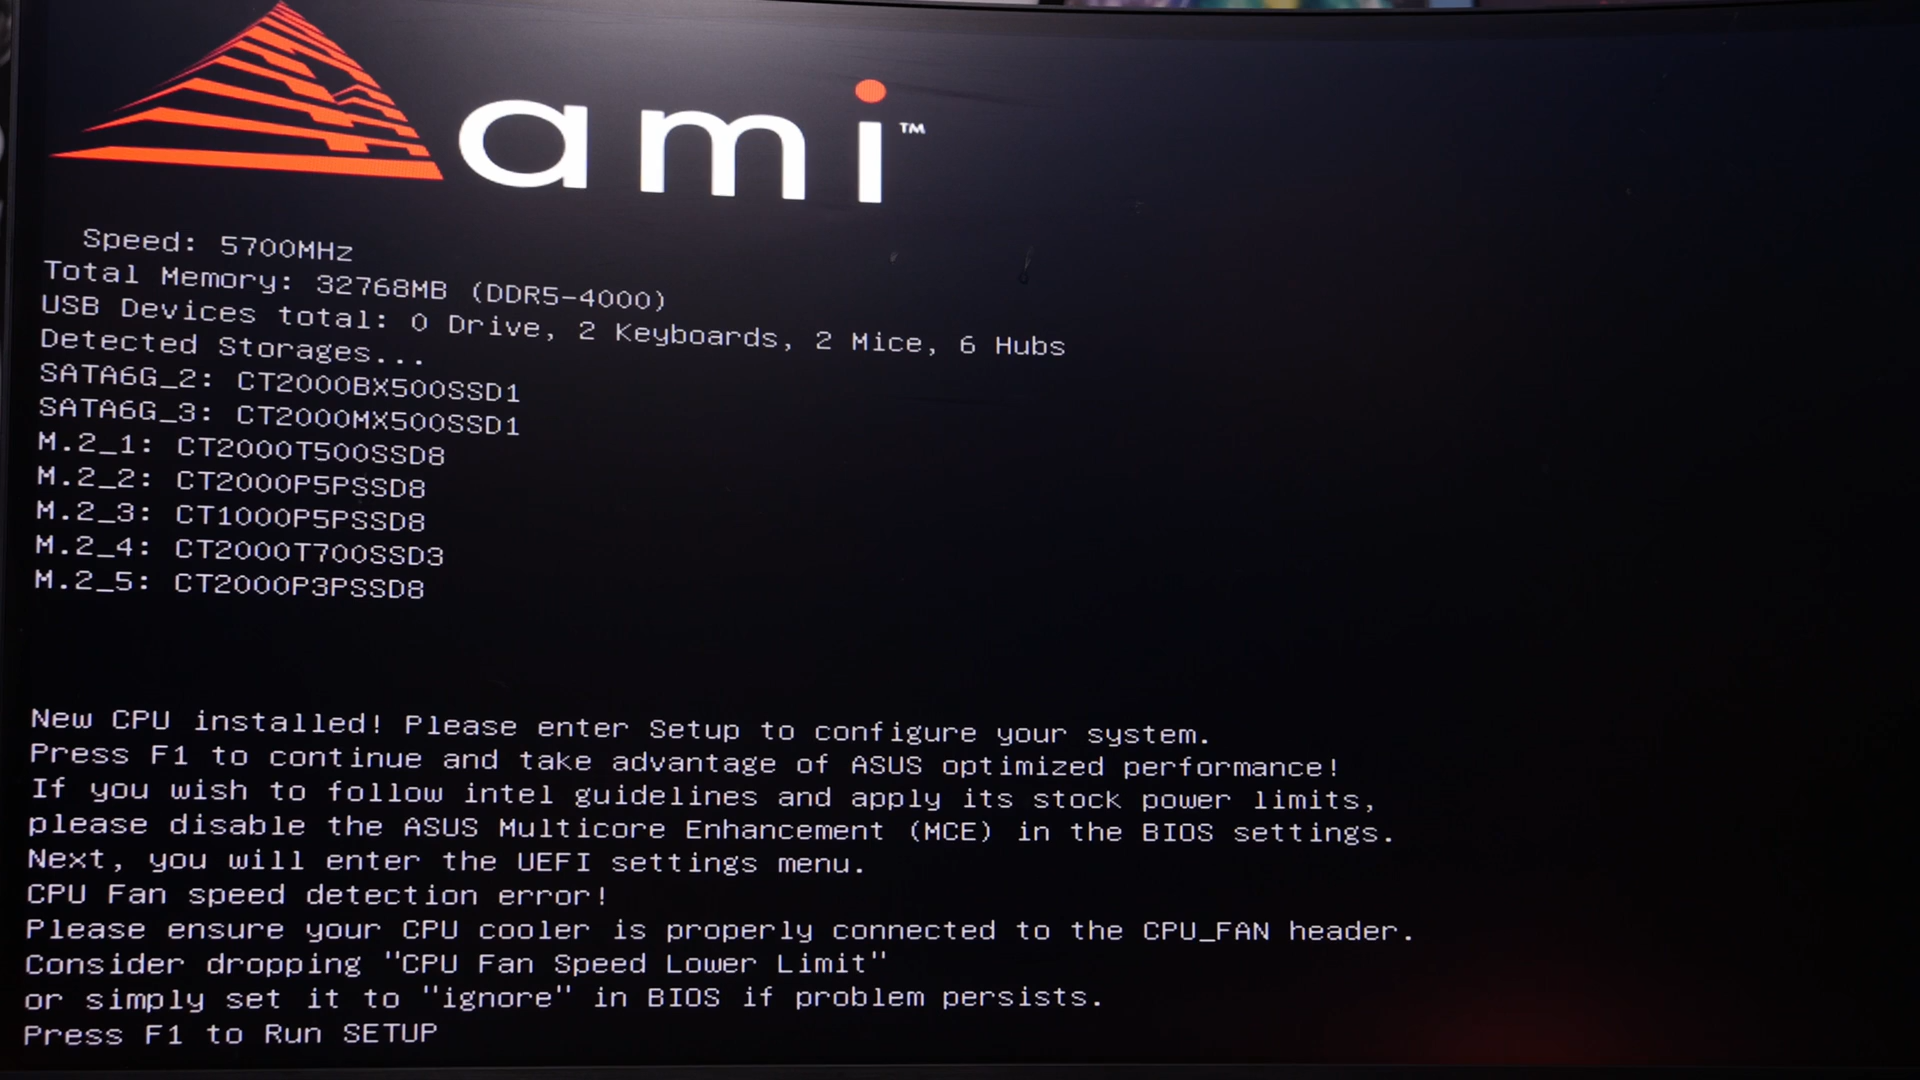 ami™
Speed: 5700MHz
Total Memory: 32768MB (DDR5-4000)
USB Devices total: 0 Drive, 2 Keyboards, 2 Mice, 6 Hubs
Detected Storages...
SATA6G_2: CT2000BX500SSD1
SATA6G_3: CT2000MX500SSD1
M.2_1: CT2000T500SSD8
M.2_2: CT2000P5PSSD8
M.2_3: CT1000P5PSSD8
M.2_4: CT2000T700SSD3
M.2_5: CT2000P3PSSD8
New CPU installed! Please enter Setup to configure your system.
Press F1 to continue and take advantage of ASUS optimized performance!
If you wish to follow intel guidelines and apply its stock power limits,
please disable the ASUS Multicore Enhancement (MCE) in the BIOS settings.
Next, you will enter the UEFI settings menu.
CPU Fan speed detection error!
Please ensure your CPU cooler is properly connected to the CPU_FAN header.
Consider dropping "CPU Fan Speed Lower Limit"
or simply set it to "ignore" in BIOS if problem persists.
Press F1 to Run SETUP